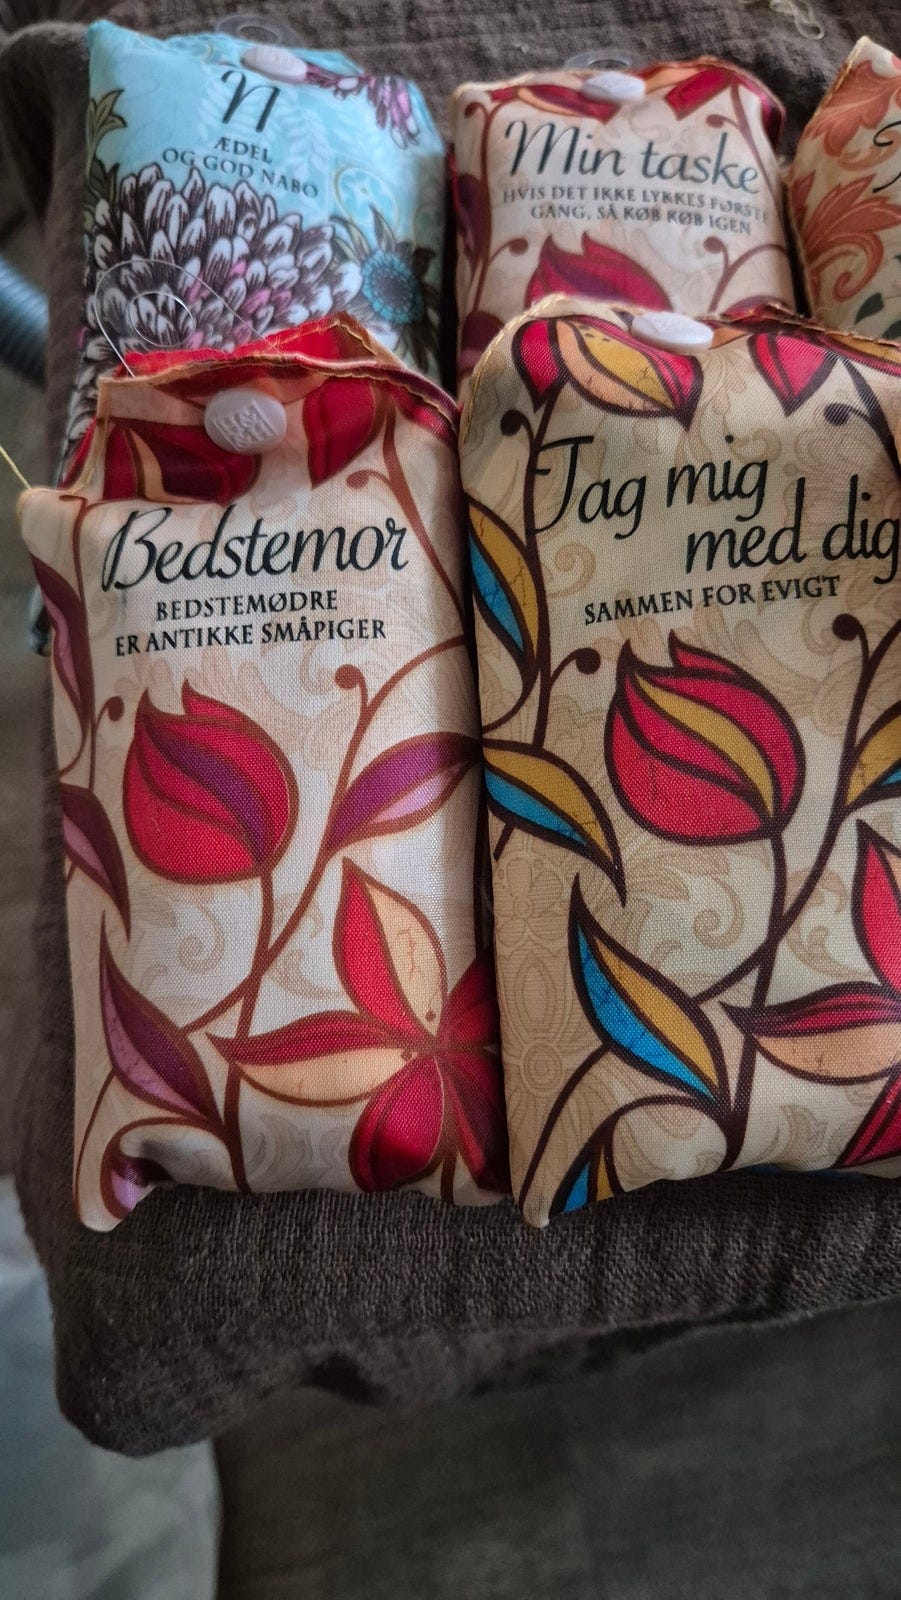 N
ÆDEL
OG GOD NABO
Min taske
HVIS DET IKKE LYKKES FØRSTE
GANG, SÅ KØB KØB IGEN
Bedstemor
BEDSTEMØDRE
ER ANTIKKE SMÅPIGER
Tag mig
med dig
SAMMEN FOR EVIGT